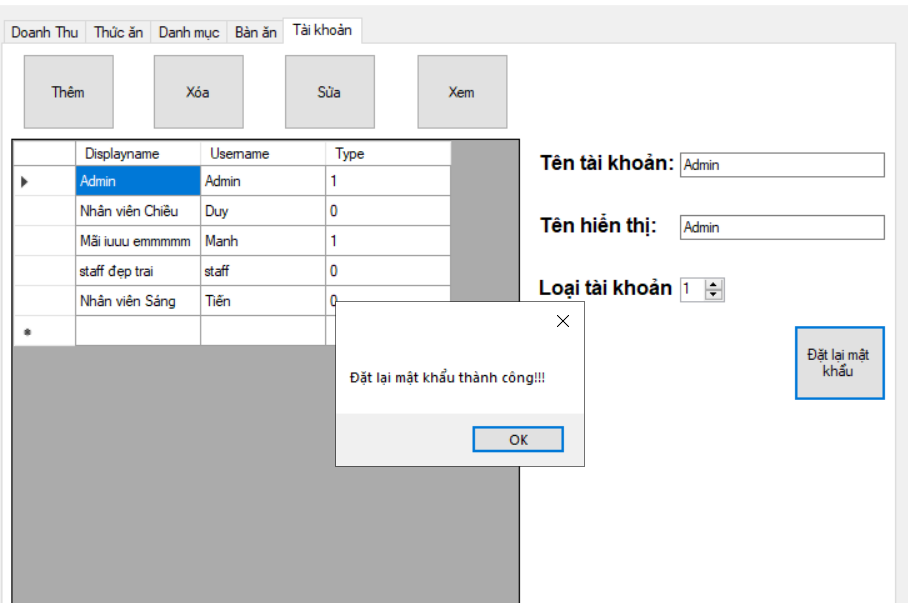 Doanh Thu Thức ăn Danh mục Bàn ăn Tài khoản
Thêm Xóa Sửa Xem
Displayname Username Type
Admin Admin 1
Nhân viên Chiều Duy 0
Mãi iuuu emmmmm Manh 1
staff đẹp trai staff 0
Nhân viên Sáng Tiến 0
Tên tài khoản: Admin
Tên hiển thị: Admin
Loại tài khoản 1
Đặt lại mật
khẩu
Đặt lại mật khẩu thành công!!!
OK